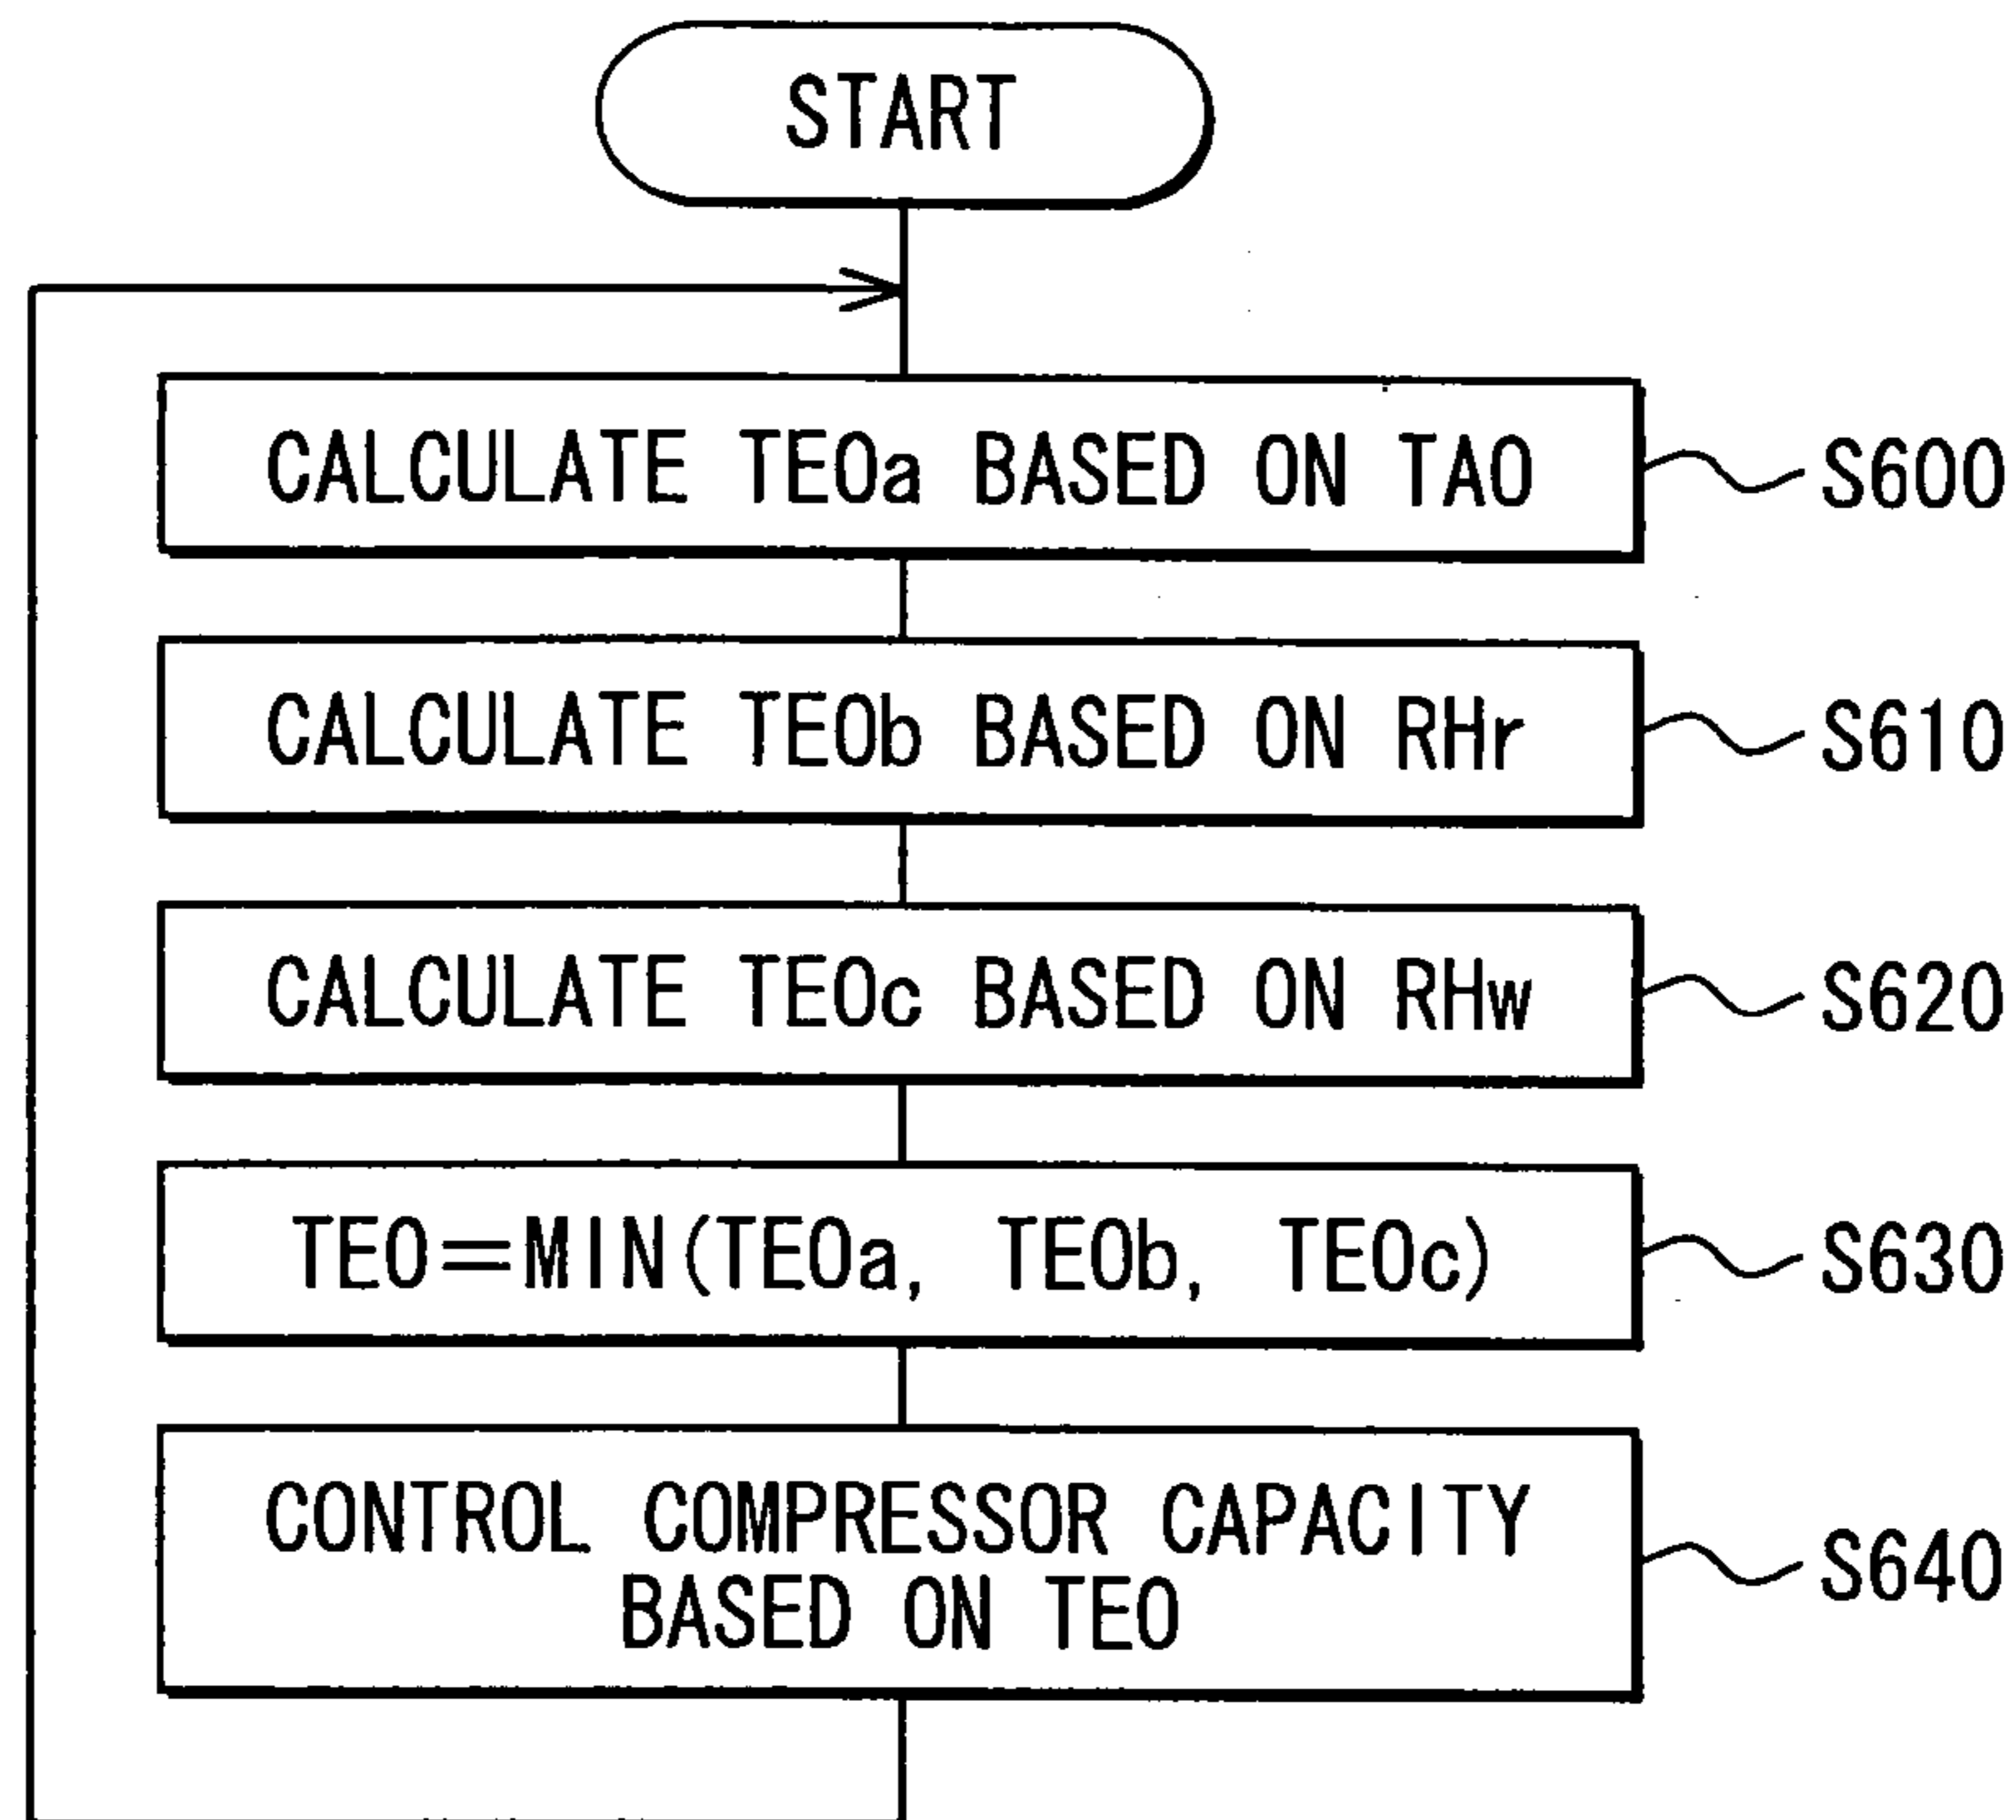 START
CALCULATE TEOa BASED ON TAO
S600
CALCULATE TEOb BASED ON RHr
S610
CALCULATE TEOc BASED ON RHw
S620
TEO=MIN(TEOa, TEOb, TEOc)
S630
CONTROL COMPRESSOR CAPACITY
BASED ON TEO
S640